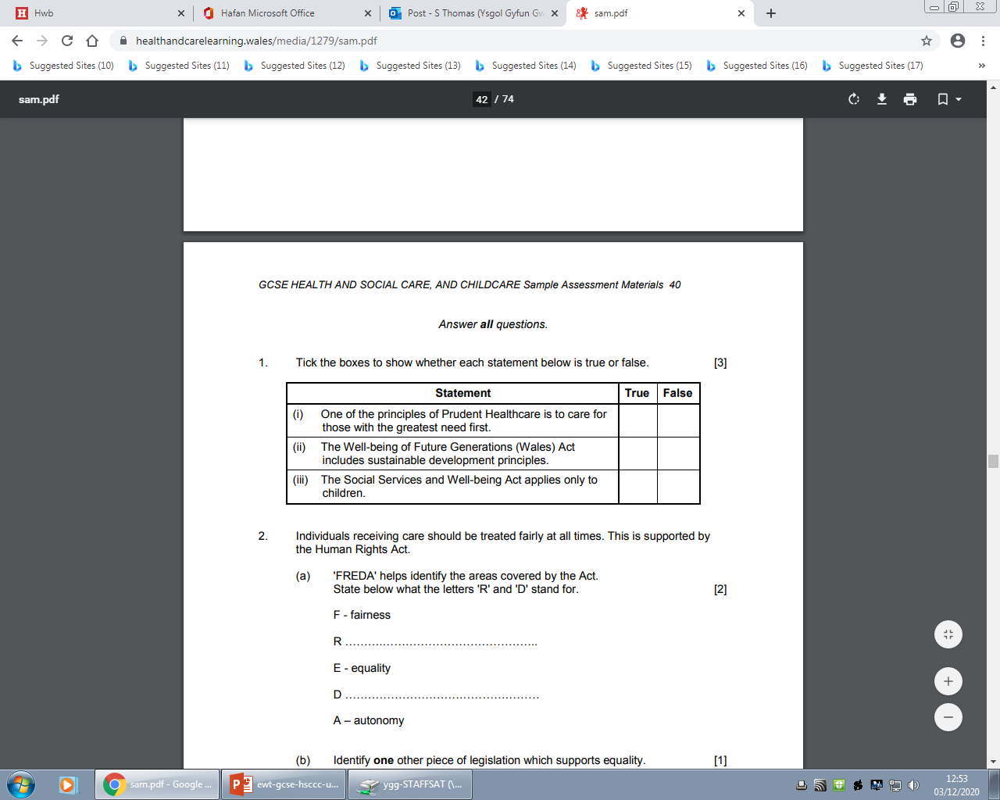 Hwb
Hafan Microsoft Office
Post - S Thomas (Ysgol Gyfun Gw
sam.pdf
healthandcarelearning.wales/media/1279/sam.pdf
Suggested Sites (10)
Suggested Sites (11)
Suggested Sites (12)
Suggested Sites (13)
Suggested Sites (14)
Suggested Sites (15)
Suggested Sites (16)
Suggested Sites (17)
»
sam.pdf
42 / 74
GCSE HEALTH AND SOCIAL CARE, AND CHILDCARE Sample Assessment Materials 40
Answer all questions.
1. Tick the boxes to show whether each statement below is true or false. [3]
Statement True False
(i) One of the principles of Prudent Healthcare is to care for
those with the greatest need first.
(ii) The Well-being of Future Generations (Wales) Act
includes sustainable development principles.
(iii) The Social Services and Well-being Act applies only to
children.
2. Individuals receiving care should be treated fairly at all times. This is supported by
the Human Rights Act.
(a) 'FREDA' helps identify the areas covered by the Act.
State below what the letters 'R' and 'D' stand for. [2]
F - fairness
R ……………………………………………..
E - equality
D ……………………………………………
A – autonomy
(b) Identify one other piece of legislation which supports equality. [1]
sam.pdf - Google ...
ewt-gcse-hsccc-u...
ygg-STAFFSAT (\...
12:53
03/12/2020